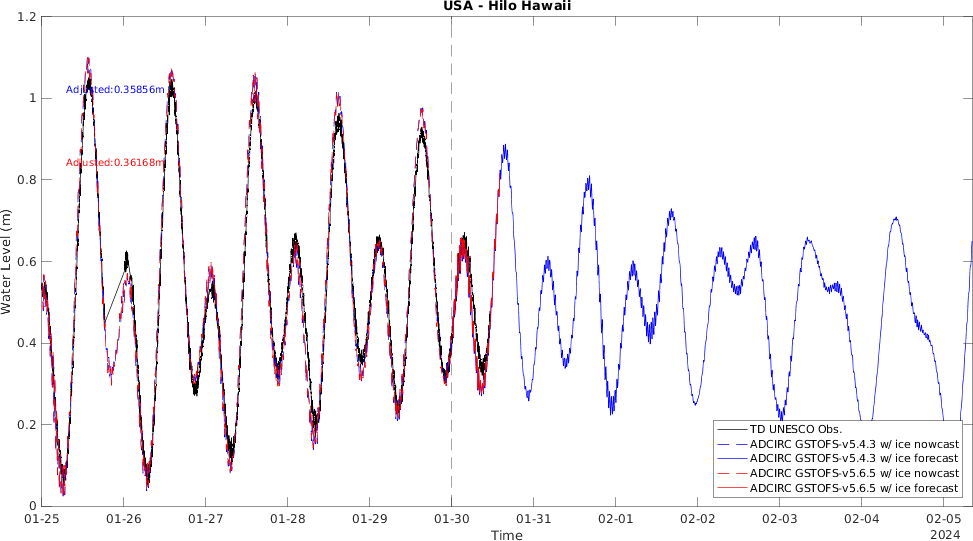 USA - Hilo Hawaii
1.2
1
0.8
0.6
0.4
0.2
0
Water Level (m)
Adjusted:0.35856m
Adjusted:0.36168m
TD UNESCO Obs.
ADCIRC GSTOFS-v5.4.3 w/ ice nowcast
ADCIRC GSTOFS-v5.4.3 w/ ice forecast
ADCIRC GSTOFS-v5.6.5 w/ ice nowcast
ADCIRC GSTOFS-v5.6.5 w/ ice forecast
01-25 01-26 01-27 01-28 01-29 01-30 01-31 02-01 02-02 02-03 02-04 02-05
Time
2024